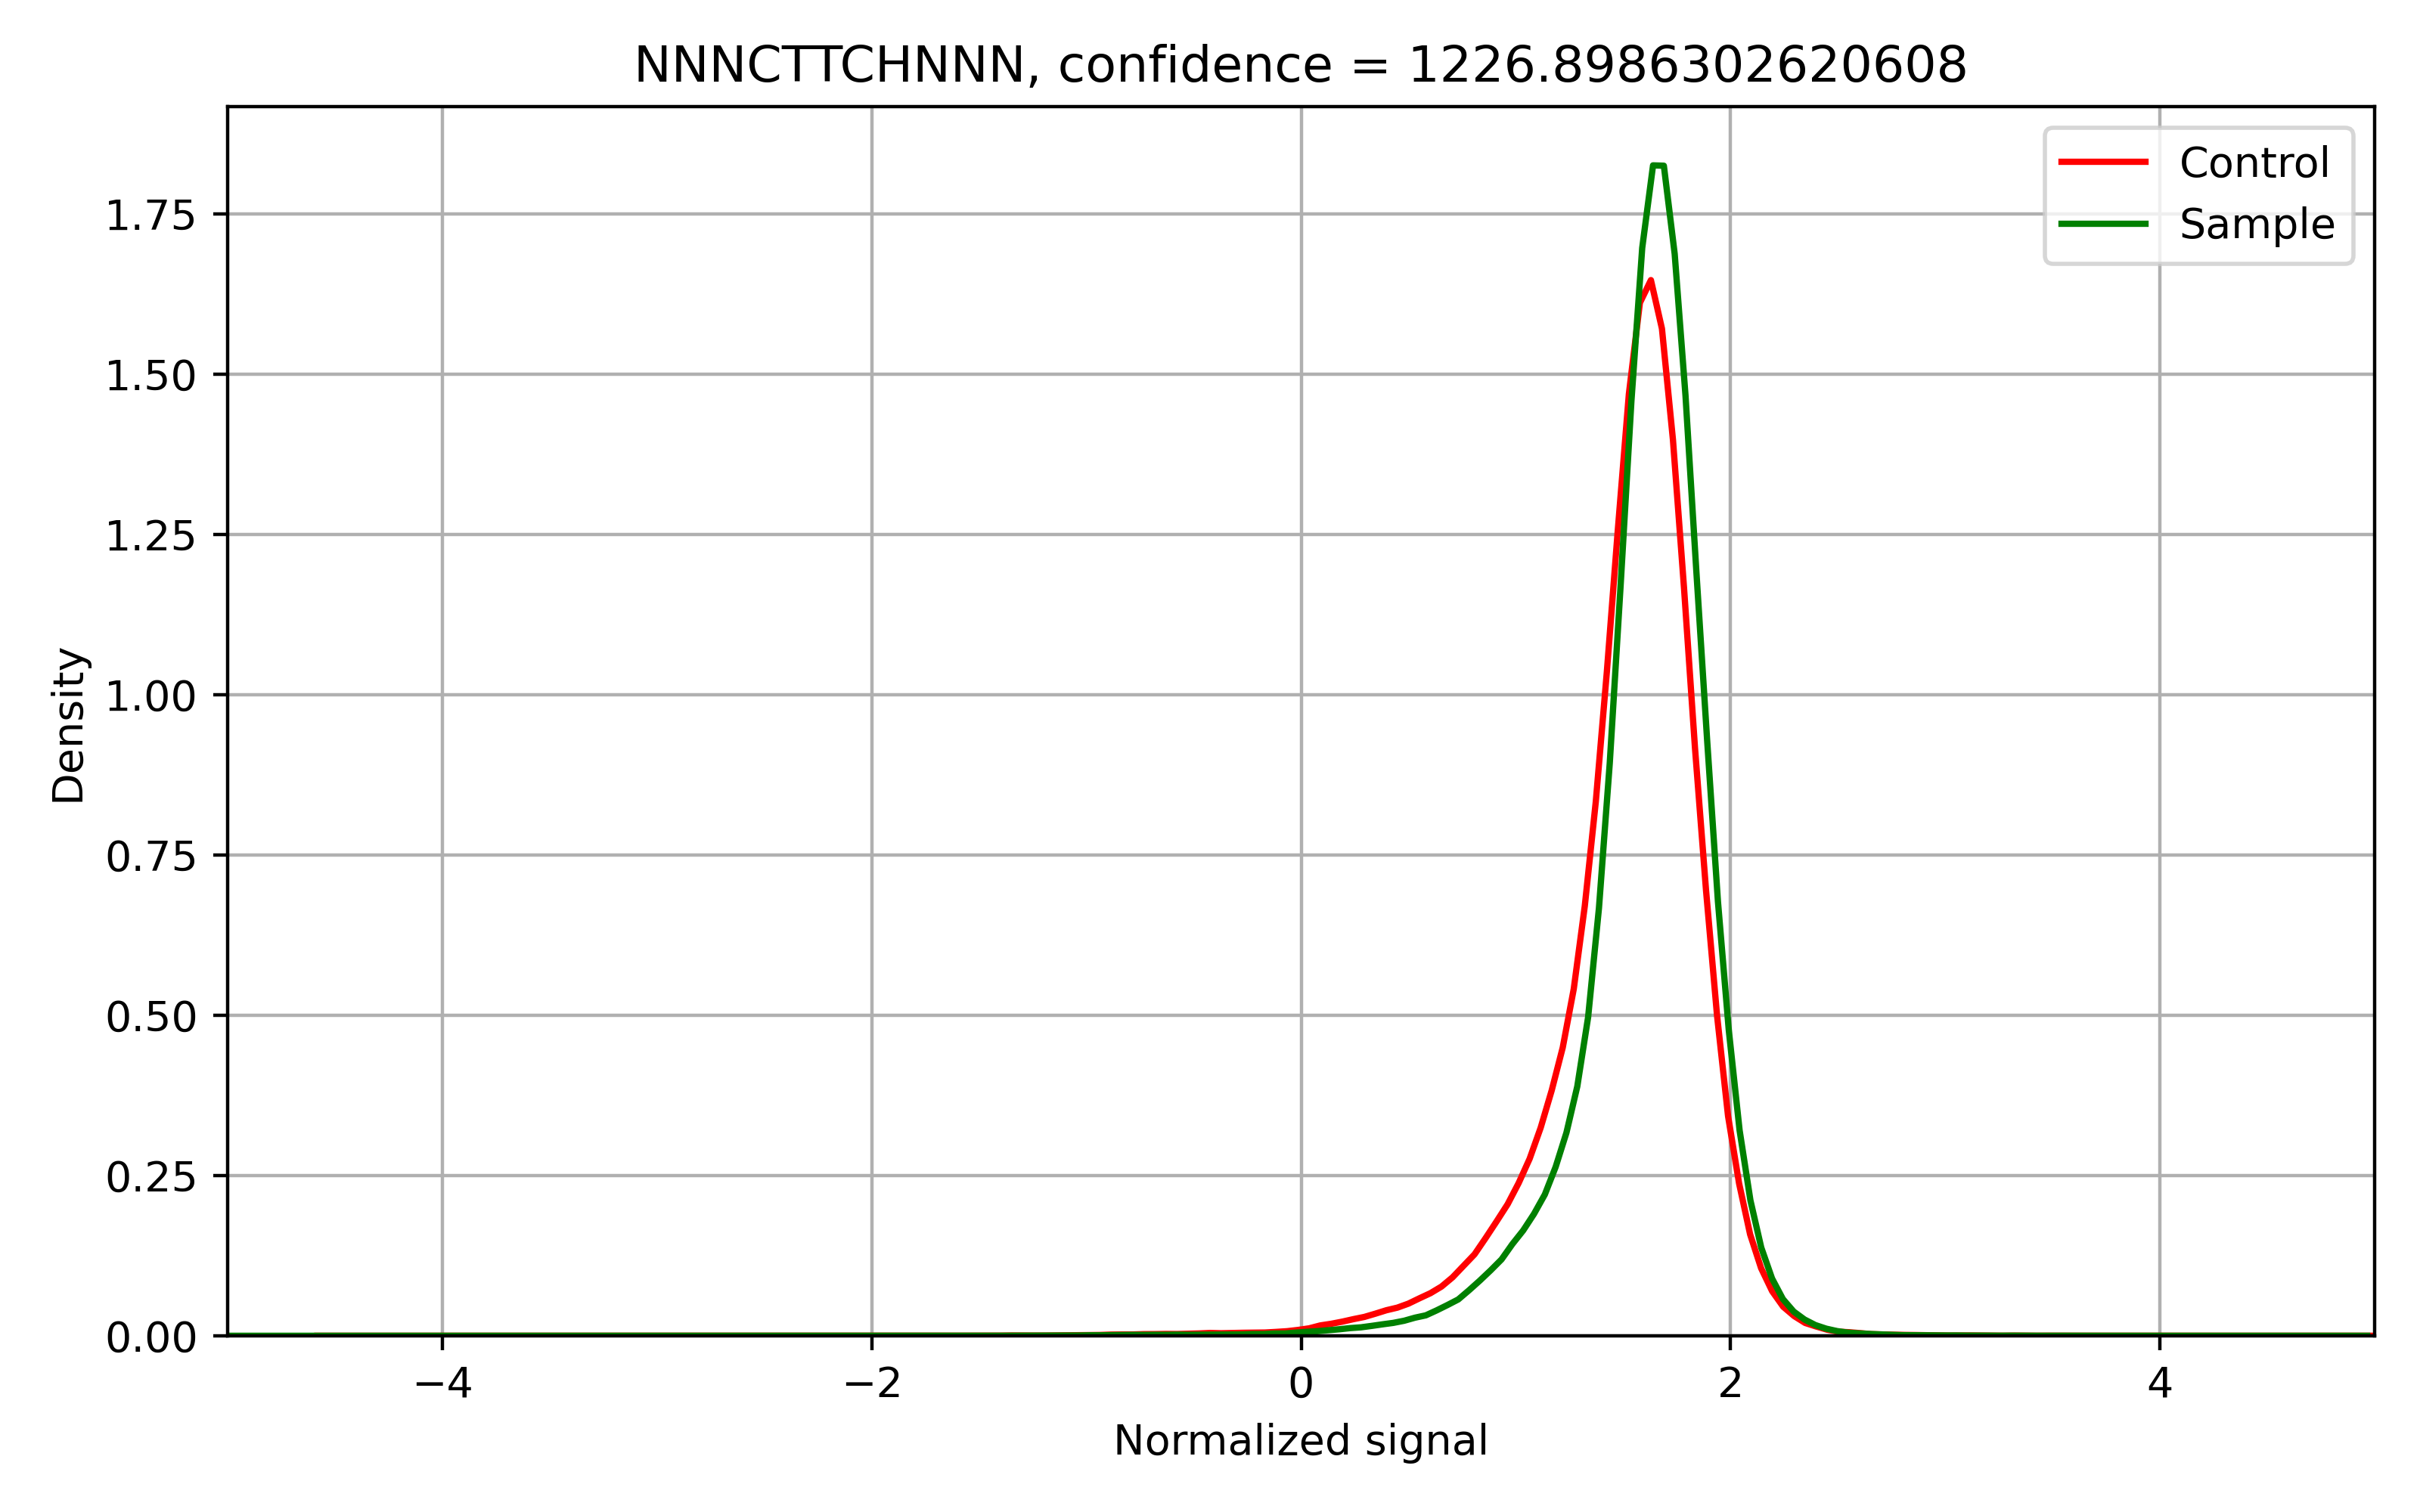 NNNCTTCHNNN, confidence = 1226.8986302620608
Control
Sample
Density
1.75
1.50
1.25
1.00
0.75
0.50
0.25
0.00
−4
−2
0
2
4
Normalized signal